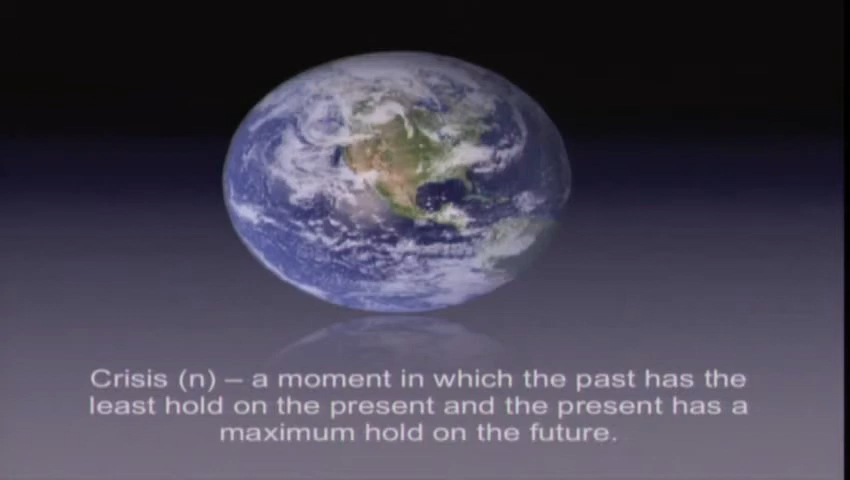 Crisis (n) – a moment in which the past has the
least hold on the present and the present has a
maximum hold on the future.